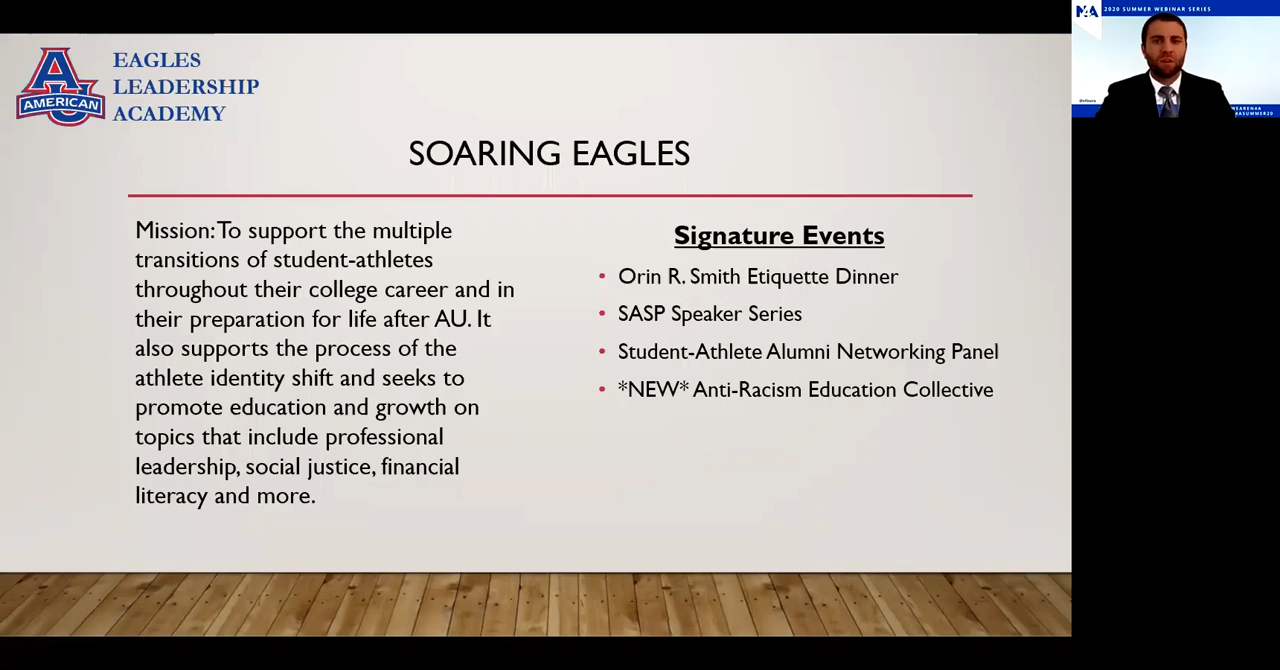 EAGLES
LEADERSHIP
ACADEMY
AU
AMERICAN
SOARING EAGLES
Mission: To support the multiple
transitions of student-athletes
throughout their college career and in
their preparation for life after AU. It
also supports the process of the
athlete identity shift and seeks to
promote education and growth on
topics that include professional
leadership, social justice, financial
literacy and more.
Signature Events
• Orin R. Smith Etiquette Dinner
• SASP Speaker Series
• Student-Athlete Alumni Networking Panel
• *NEW* Anti-Racism Education Collective
N4A
2020 SUMMER WEBINAR SERIES